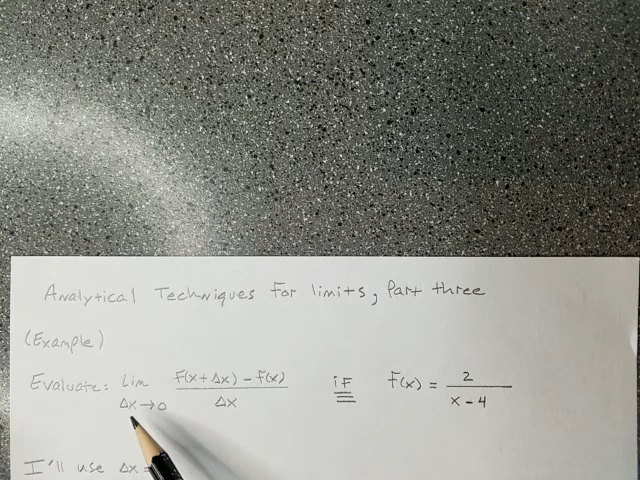 Analytical Techniques for limits, Part three
(Example)
Evaluate: Lim Δx→0 F(x+Δx)-F(x) / Δx if F(x) = 2 / x-4
I'll use Δx =